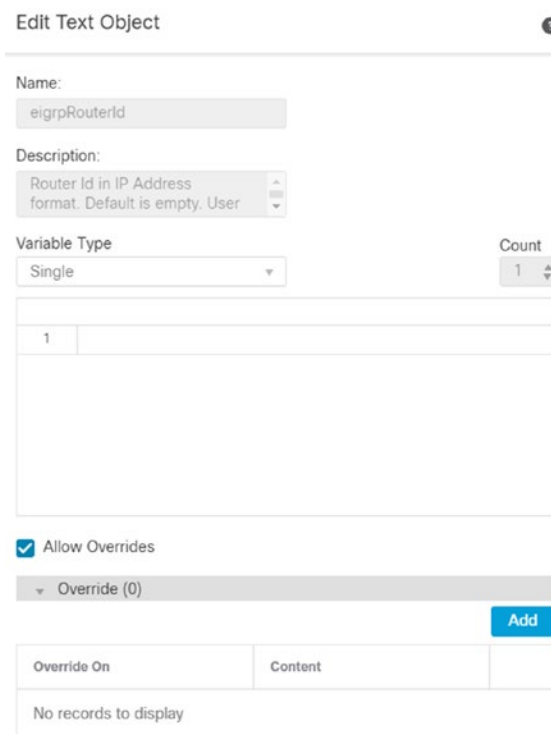 Edit Text Object
Name:
eigrpRouterId
Description:
Router Id in IP Address
format. Default is empty. User
Variable Type
Count
Single
1
1
Allow Overrides
Override (0)
Add
Override On
Content
No records to display